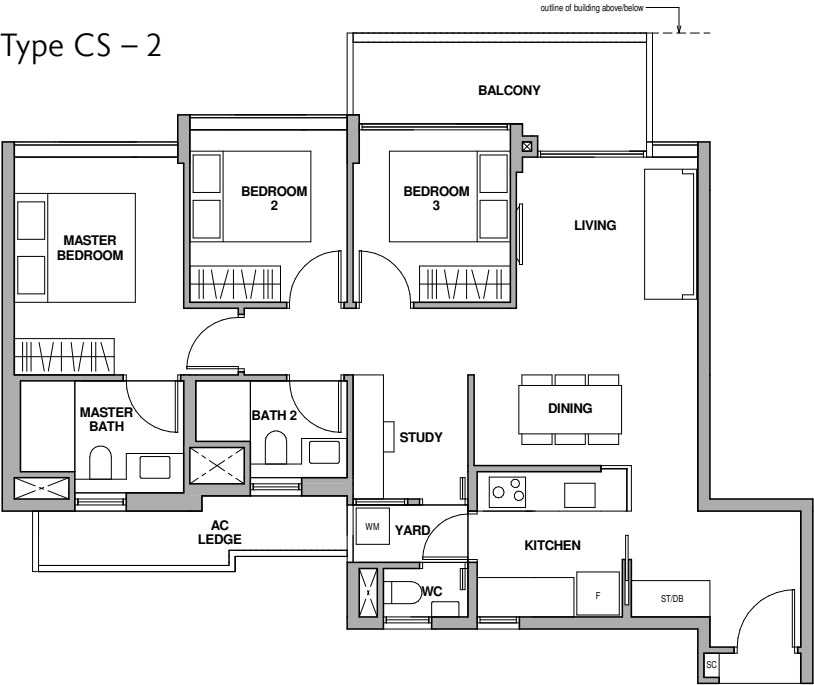 outline of building above/below
Type CS – 2
BALCONY
BEDROOM
2
BEDROOM
3
LIVING
MASTER
BEDROOM
MASTER
BATH
BATH 2
DINING
STUDY
AC
LEDGE
WM
YARD
KITCHEN
WC
F
ST/DB
SC